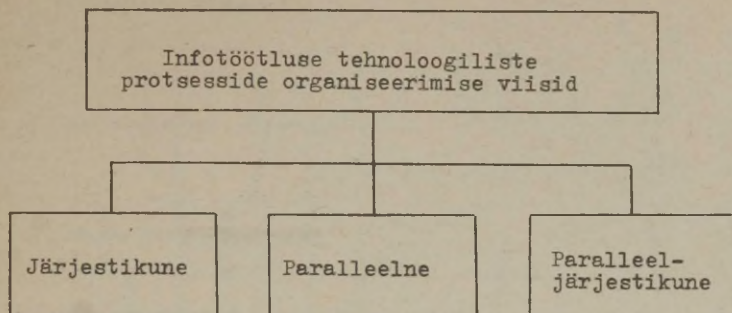 Infotöötluse tehnoloogiliste
protsesside organiseerimise viisid
Järjestikune
Paralleelne
Paralleel-
järjestikune